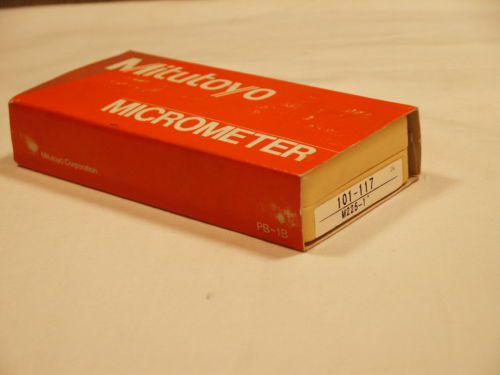 Mitutoyo
MICROMETER
Mitutoyo Corporation
PB-1B
101-117
M225-1"